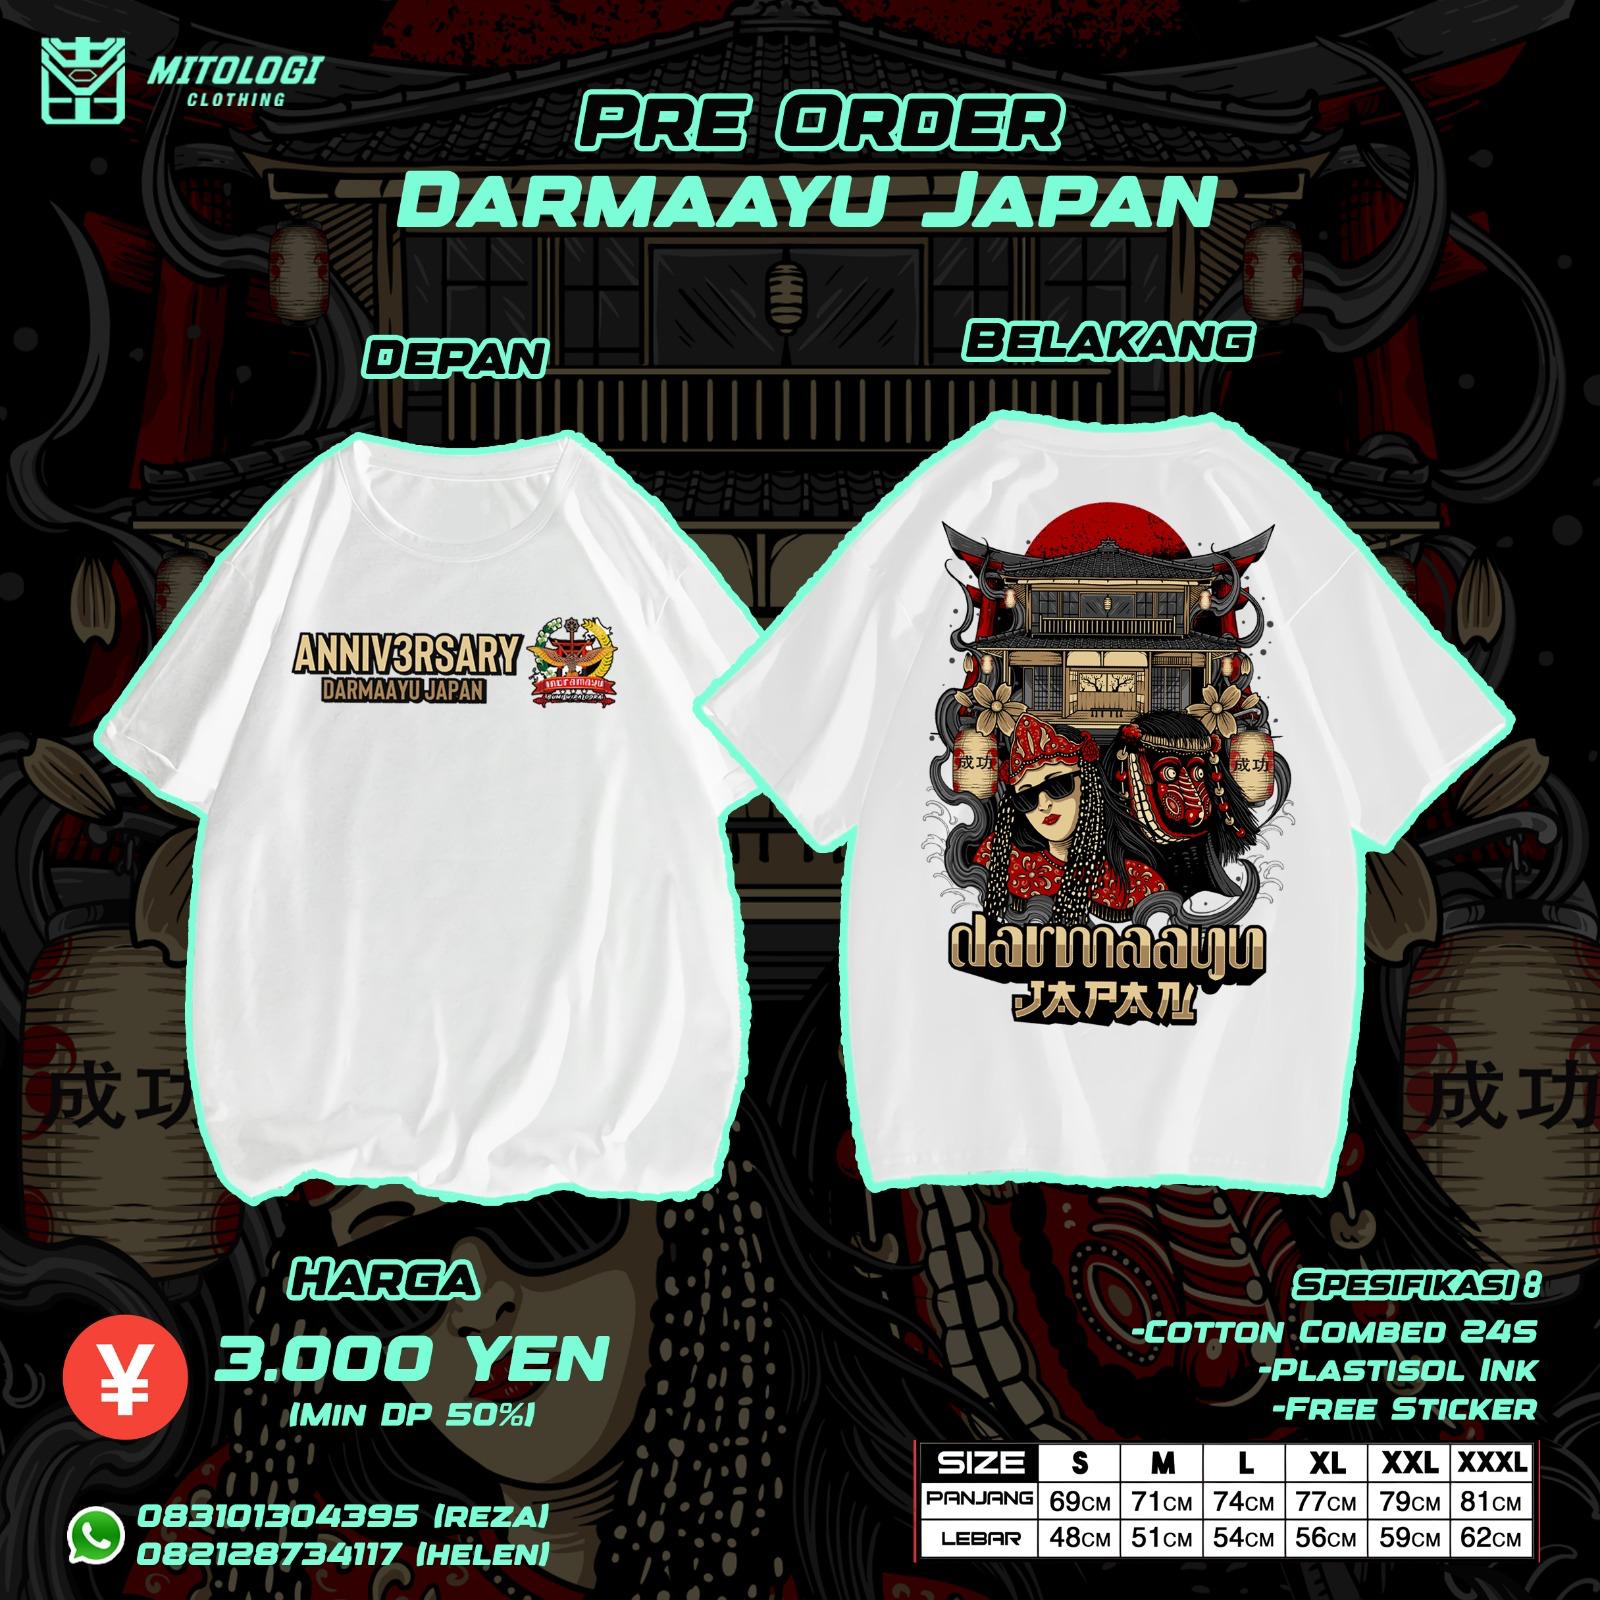 MITOLOGI
CLOTHING
PRE ORDER
DARMAAYU JAPAN
DEPAN
BELAKANG
ANNIV3RSARY
DARMAAYU JAPAN
INDRAMAYU
BUMI WIRALODRA
成功
成功
darmaayu
JAPAN
成功
成功
HARGA
¥
3.000 YEN
(MIN DP 50%)
083101304395 (REZA)
082128734117 (HELEN)
SPESIFIKASI :
-COTTON COMBED 24S
-PLASTISOL INK
-FREE STICKER
SIZE S M L XL XXL XXXL
PANJANG 69CM 71CM 74CM 77CM 79CM 81CM
LEBAR 48CM 51CM 54CM 56CM 59CM 62CM